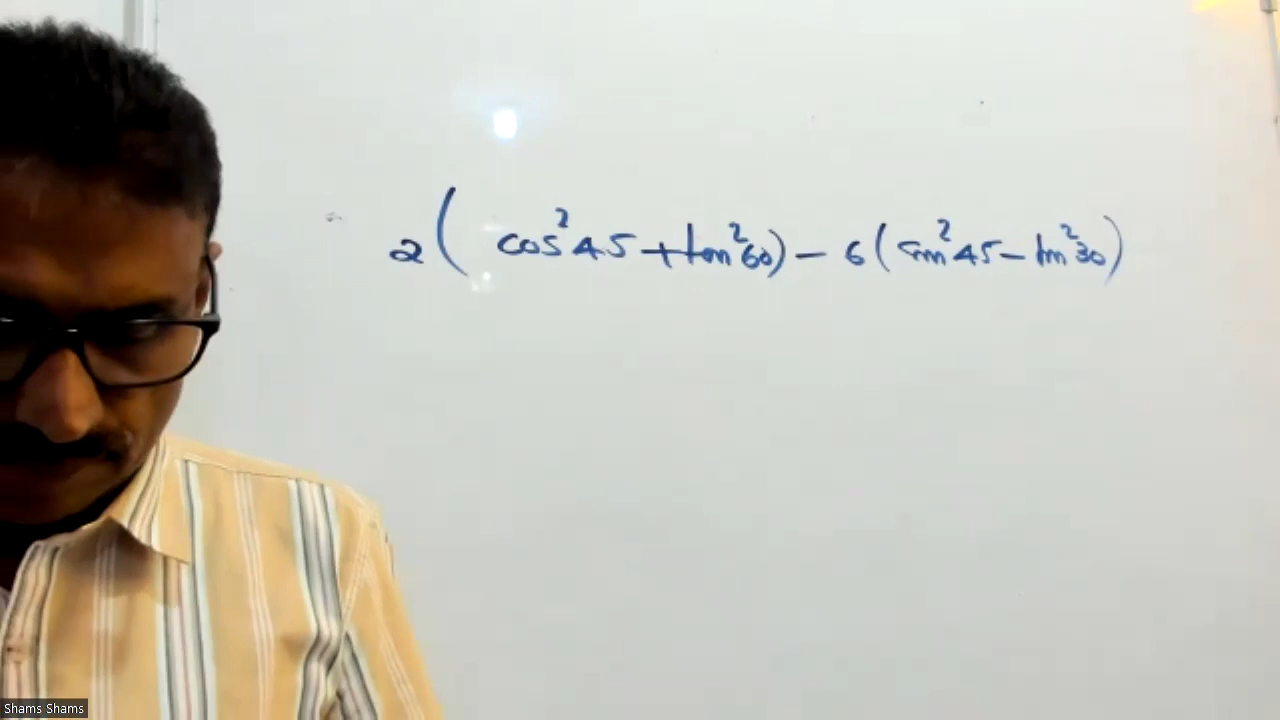 2 ( cos²45 + tan²60) - 6 (sin²45 - tan²30)
Shams Shams